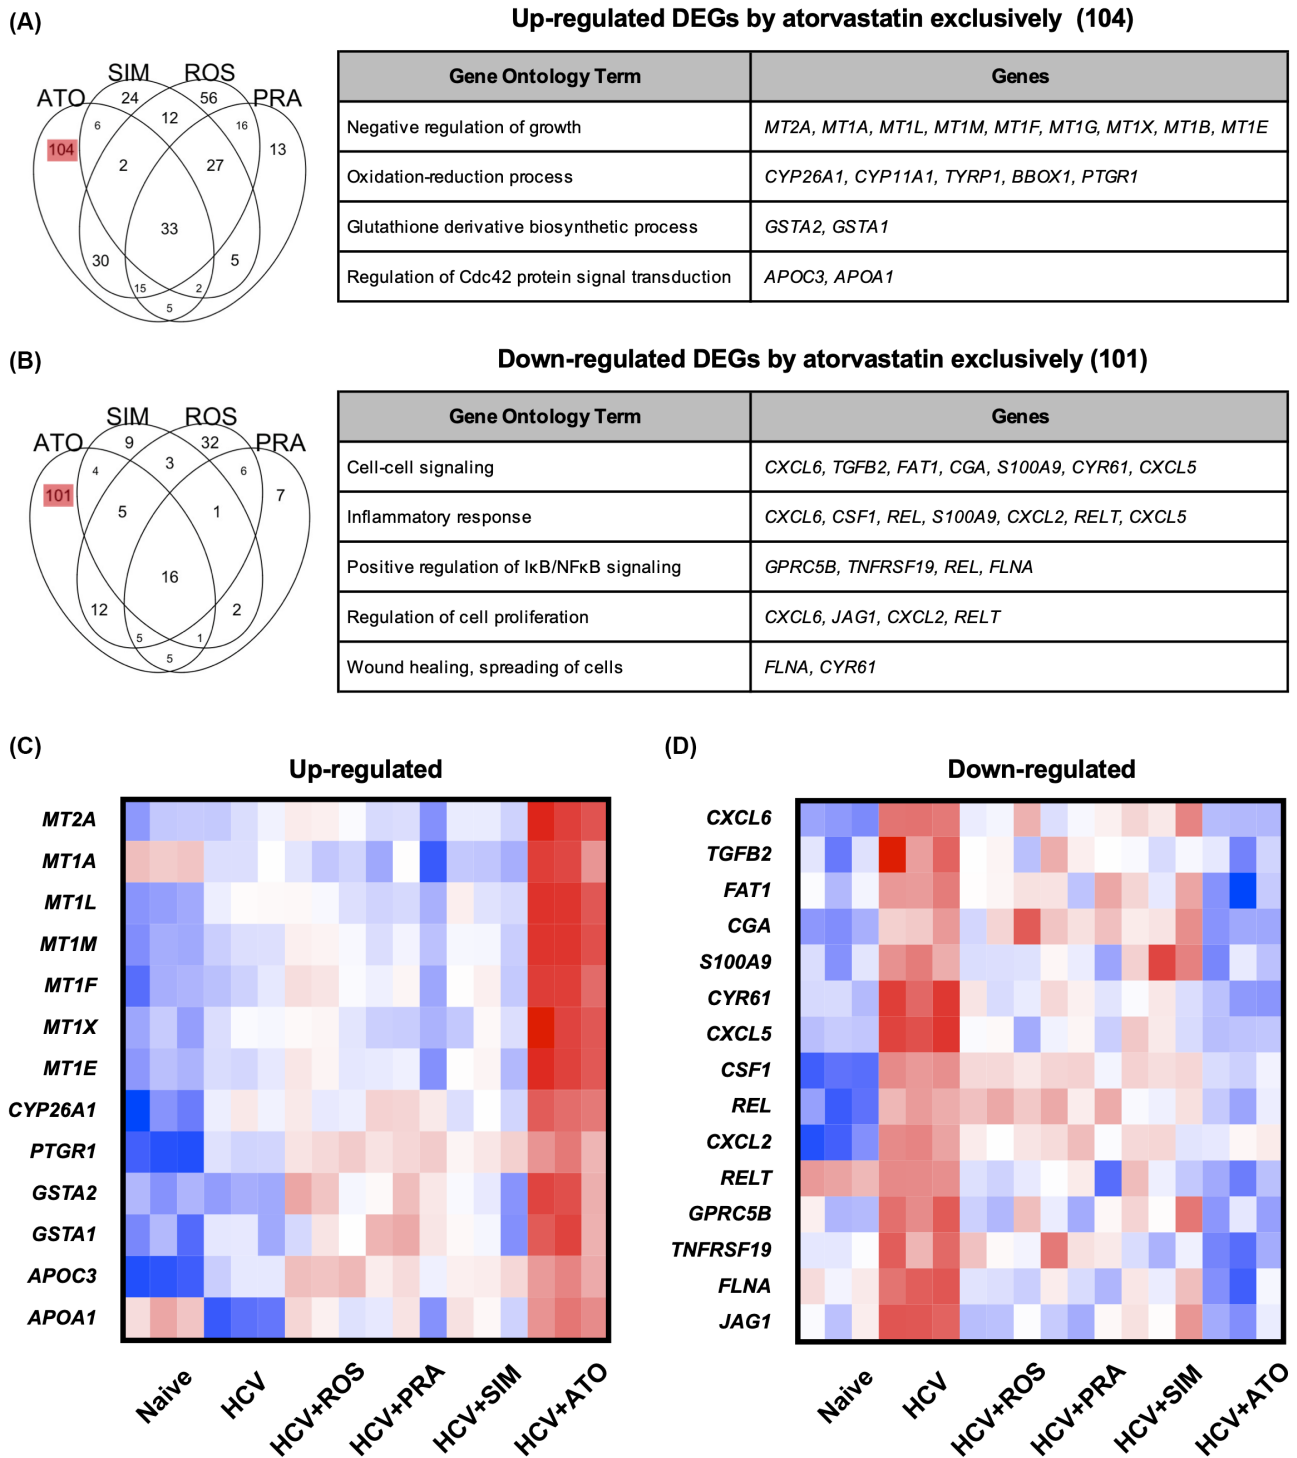 (A)
Up-regulated DEGs by atorvastatin exclusively (104)
SIM ROS
ATO PRA
24 56
6 12 16
104 13
2 27
33
30 5
15 2
5
Gene Ontology Term Genes
Negative regulation of growth MT2A, MT1A, MT1L, MT1M, MT1F, MT1G, MT1X, MT1B, MT1E
Oxidation-reduction process CYP26A1, CYP11A1, TYRP1, BBOX1, PTGR1
Glutathione derivative biosynthetic process GSTA2, GSTA1
Regulation of Cdc42 protein signal transduction APOC3, APOA1
(B)
Down-regulated DEGs by atorvastatin exclusively (101)
SIM ROS
ATO PRA
9 32
4 3 6
101 7
5 1
16
12 2
5 1
5
Gene Ontology Term Genes
Cell-cell signaling CXCL6, TGFB2, FAT1, CGA, S100A9, CYR61, CXCL5
Inflammatory response CXCL6, CSF1, REL, S100A9, CXCL2, RELT, CXCL5
Positive regulation of IκB/NFκB signaling GPRC5B, TNFRSF19, REL, FLNA
Regulation of cell proliferation CXCL6, JAG1, CXCL2, RELT
Wound healing, spreading of cells FLNA, CYR61
(C)
Up-regulated
MT2A
MT1A
MT1L
MT1M
MT1F
MT1X
MT1E
CYP26A1
PTGR1
GSTA2
GSTA1
APOC3
APOA1
Naive HCV HCV+ROS HCV+PRA HCV+SIM HCV+ATO
(D)
Down-regulated
CXCL6
TGFB2
FAT1
CGA
S100A9
CYR61
CXCL5
CSF1
REL
CXCL2
RELT
GPRC5B
TNFRSF19
FLNA
JAG1
Naive HCV HCV+ROS HCV+PRA HCV+SIM HCV+ATO